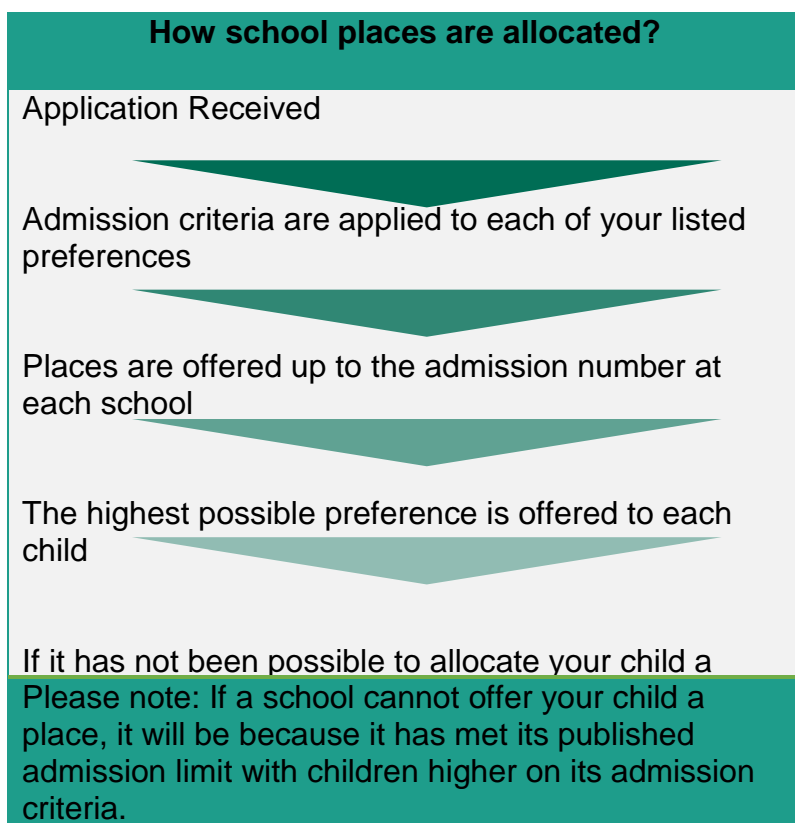 How school places are allocated?
Application Received
Admission criteria are applied to each of your listed
preferences
Places are offered up to the admission number at
each school
The highest possible preference is offered to each
child
If it has not been possible to allocate your child a
Please note: If a school cannot offer your child a
place, it will be because it has met its published
admission limit with children higher on its admission
criteria.